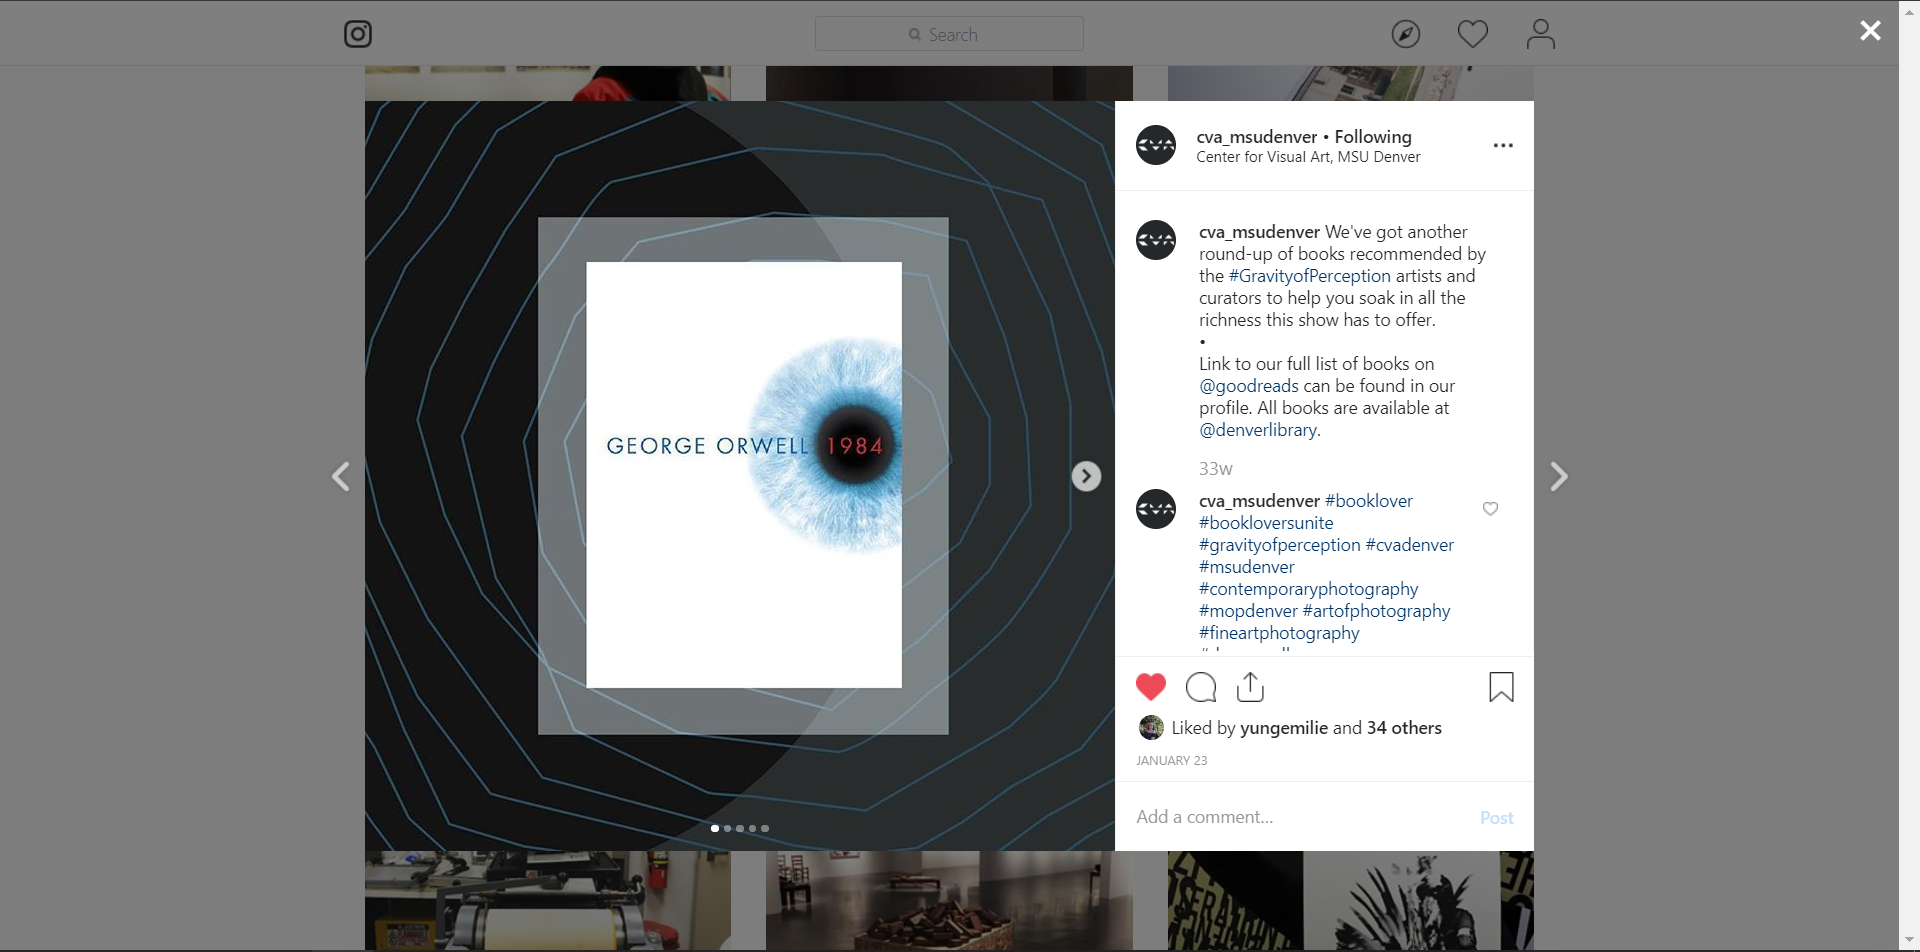 Search
cva_msudenver • Following
Center for Visual Art, MSU Denver
GEORGE ORWELL 1984
cva_msudenver We've got another
round-up of books recommended by
the #GravityofPerception artists and
curators to help you soak in all the
richness this show has to offer.
•
Link to our full list of books on
@goodreads can be found in our
profile. All books are available at
@denverlibrary.
33w
cva_msudenver #booklover
#bookloversunite
#gravityofperception #cvadenver
#msudenver
#contemporaryphotography
#mopdenver #artofphotography
#fineartphotography
Liked by yungemilie and 34 others
JANUARY 23
Add a comment...
Post